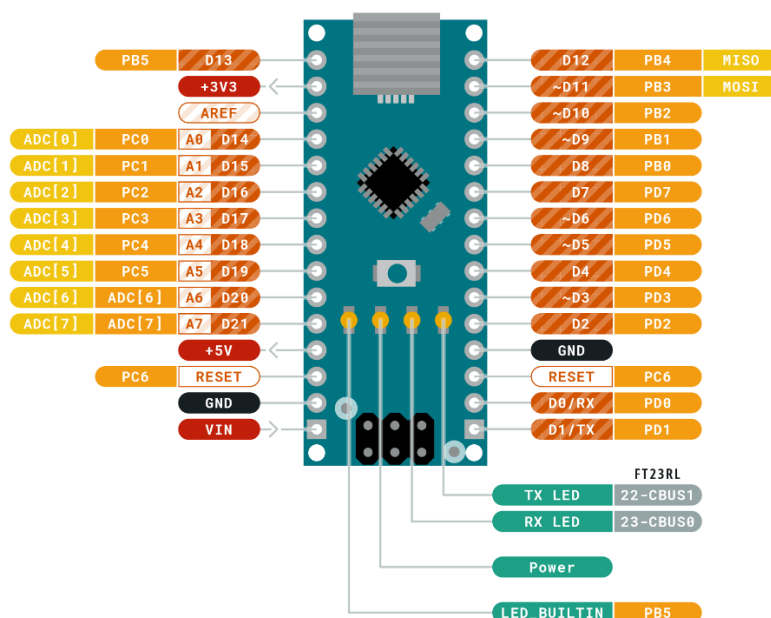 PB5 D13 D12 PB4 MISO
+3V3 ~D11 PB3 MOSI
AREF ~D10 PB2
ADC[0] PC0 A0 D14 ~D9 PB1
ADC[1] PC1 A1 D15 D8 PB0
ADC[2] PC2 A2 D16 D7 PD7
ADC[3] PC3 A3 D17 ~D6 PD6
ADC[4] PC4 A4 D18 ~D5 PD5
ADC[5] PC5 A5 D19 D4 PD4
ADC[6] ADC[6] A6 D20 ~D3 PD3
ADC[7] ADC[7] A7 D21 D2 PD2
+5V GND
PC6 RESET RESET PC6
GND D0/RX PD0
VIN D1/TX PD1
FT23RL
TX LED 22-CBUS1
RX LED 23-CBUS0
Power
LED_BUILTIN PB5